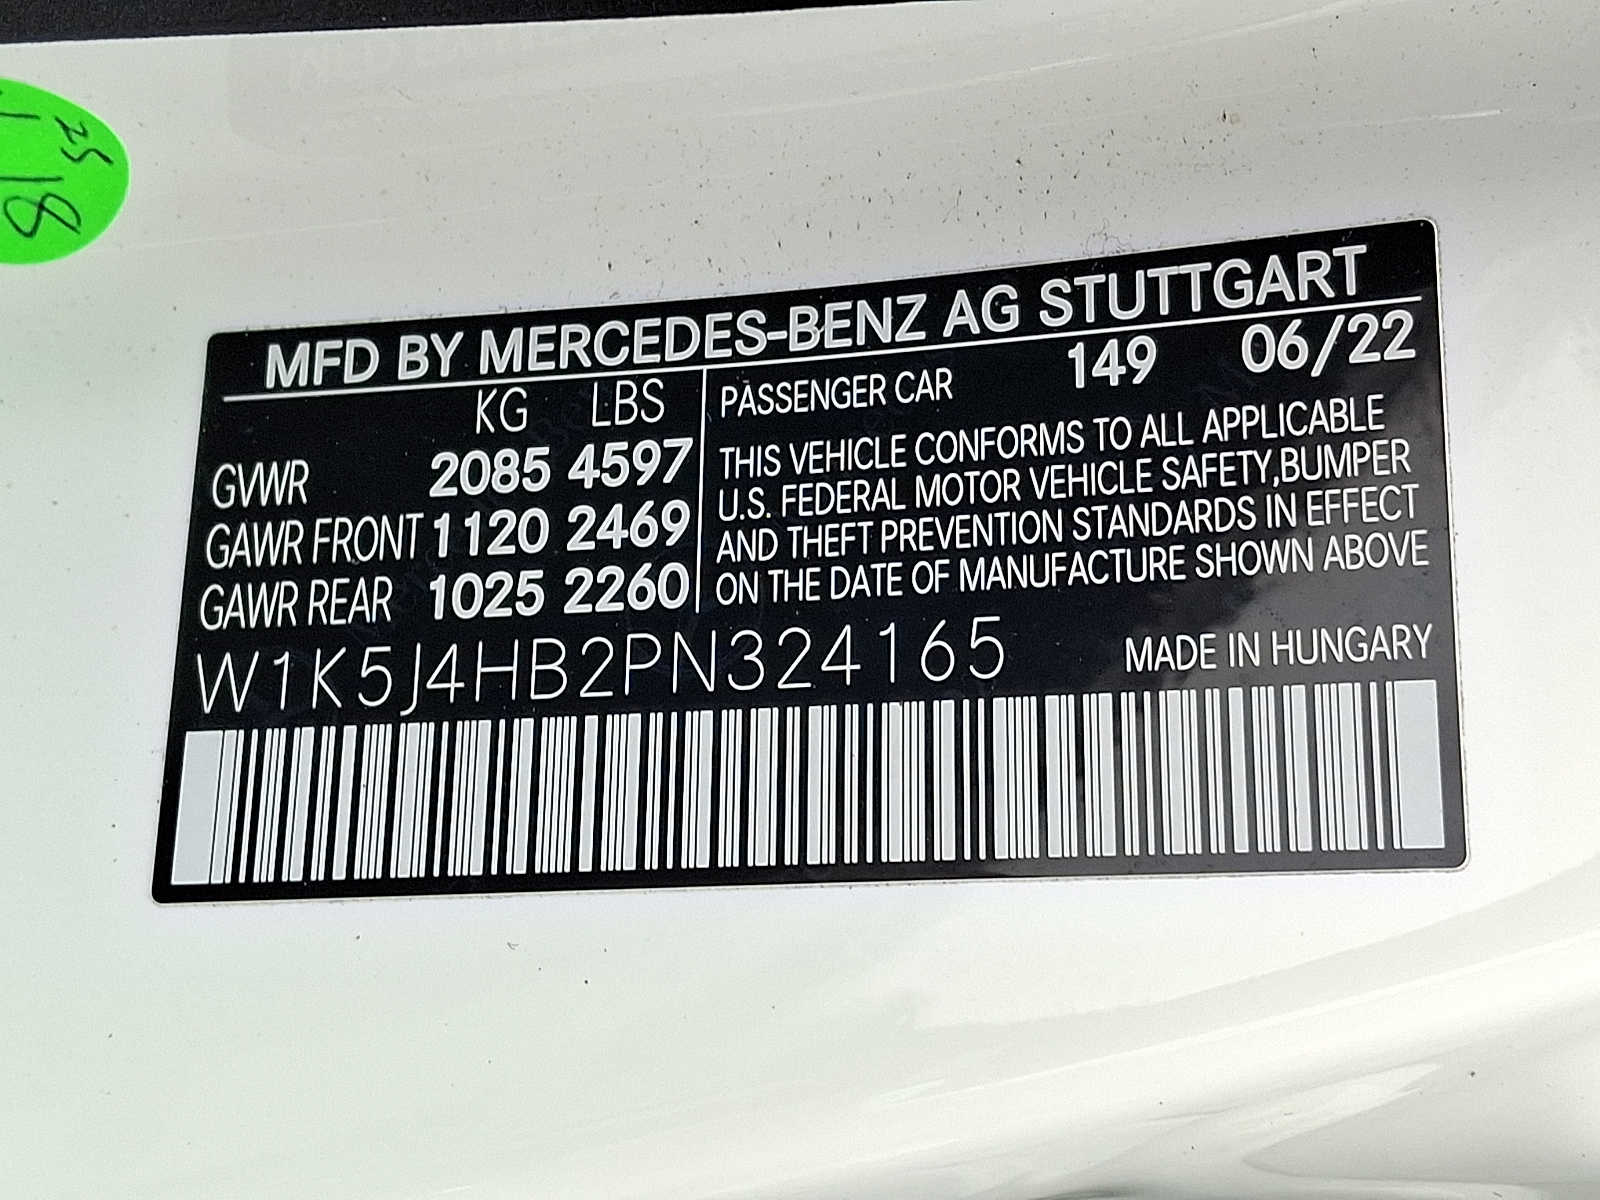 25
18
MFD BY MERCEDES-BENZ AG STUTTGART
KG LBS
GVWR 2085 4597
GAWR FRONT 1120 2469
GAWR REAR 1025 2260
PASSENGER CAR 149 06/22
THIS VEHICLE CONFORMS TO ALL APPLICABLE
U.S. FEDERAL MOTOR VEHICLE SAFETY,BUMPER
AND THEFT PREVENTION STANDARDS IN EFFECT
ON THE DATE OF MANUFACTURE SHOWN ABOVE
W1K5J4HB2PN324165
MADE IN HUNGARY